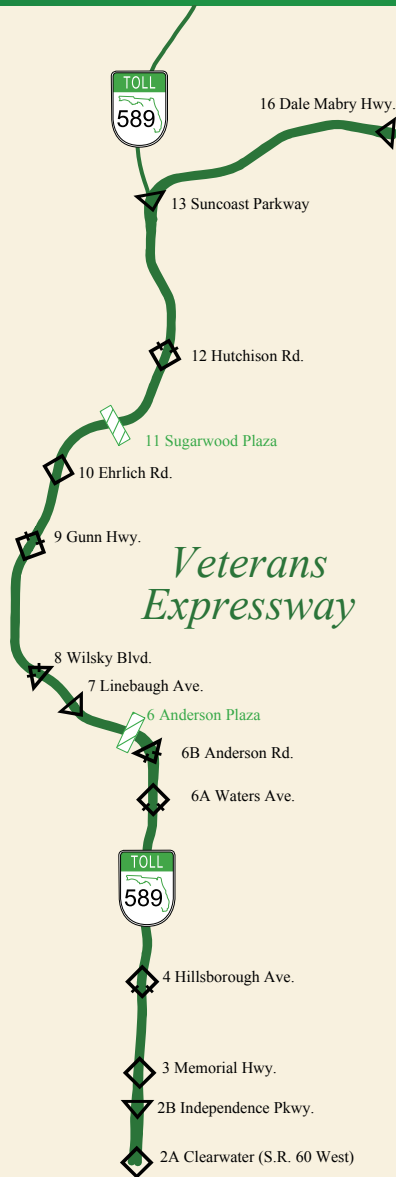 TOLL
589
16 Dale Mabry Hwy.
13 Suncoast Parkway
12 Hutchison Rd.
11 Sugarwood Plaza
10 Ehrlich Rd.
9 Gunn Hwy.
Veterans
Expressway
8 Wilsky Blvd.
7 Linebaugh Ave.
6 Anderson Plaza
6B Anderson Rd.
6A Waters Ave.
TOLL
589
4 Hillsborough Ave.
3 Memorial Hwy.
2B Independence Pkwy.
2A Clearwater (S.R. 60 West)